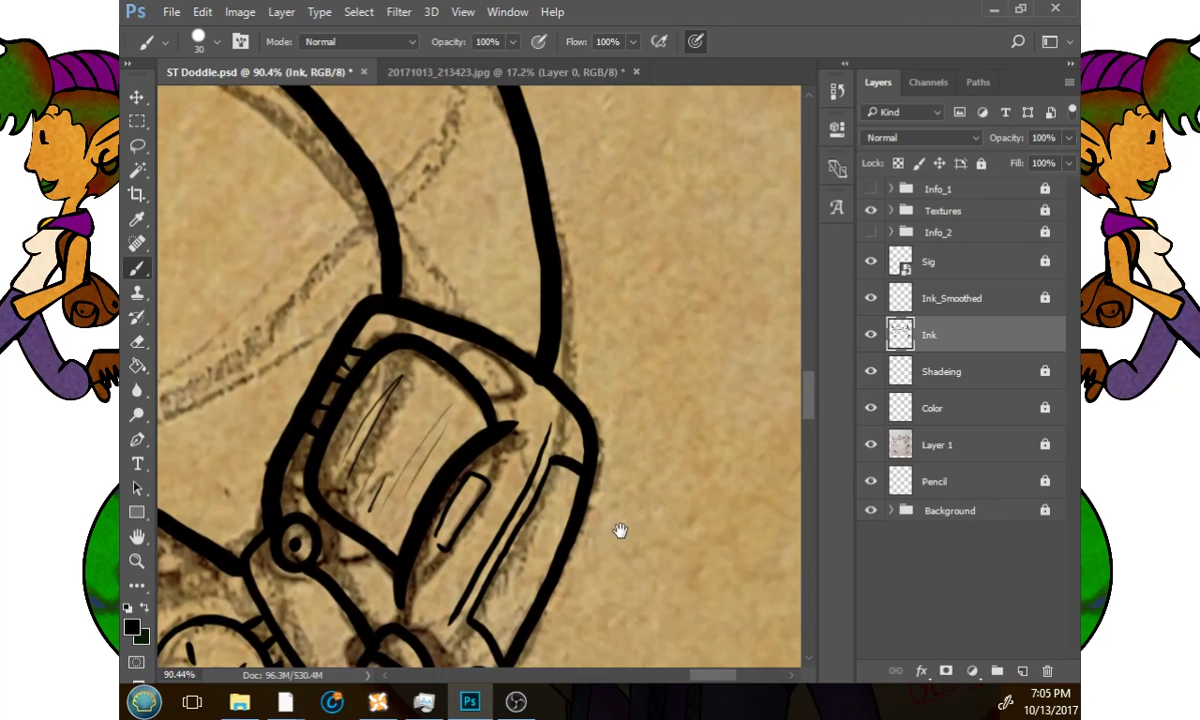 Ps File Edit Image Layer Type Select Filter 3D View Window Help
30 Mode: Normal Opacity: 100% Flow: 100%
ST Doddle.psd @ 90.4% (Ink, RGB/8) * × 20171013_213423.jpg @ 17.2% (Layer 0, RGB/8) * ×
Layers Channels Paths
Kind
Normal Opacity: 100%
Lock: Fill: 100%
Info_1
Textures
Info_2
Sig
Ink_Smoothed
Ink
Shadeing
Color
Layer 1
Pencil
Background
90.44% Doc: 96.3M/530.4M
fx
Ps
7:05 PM
10/13/2017